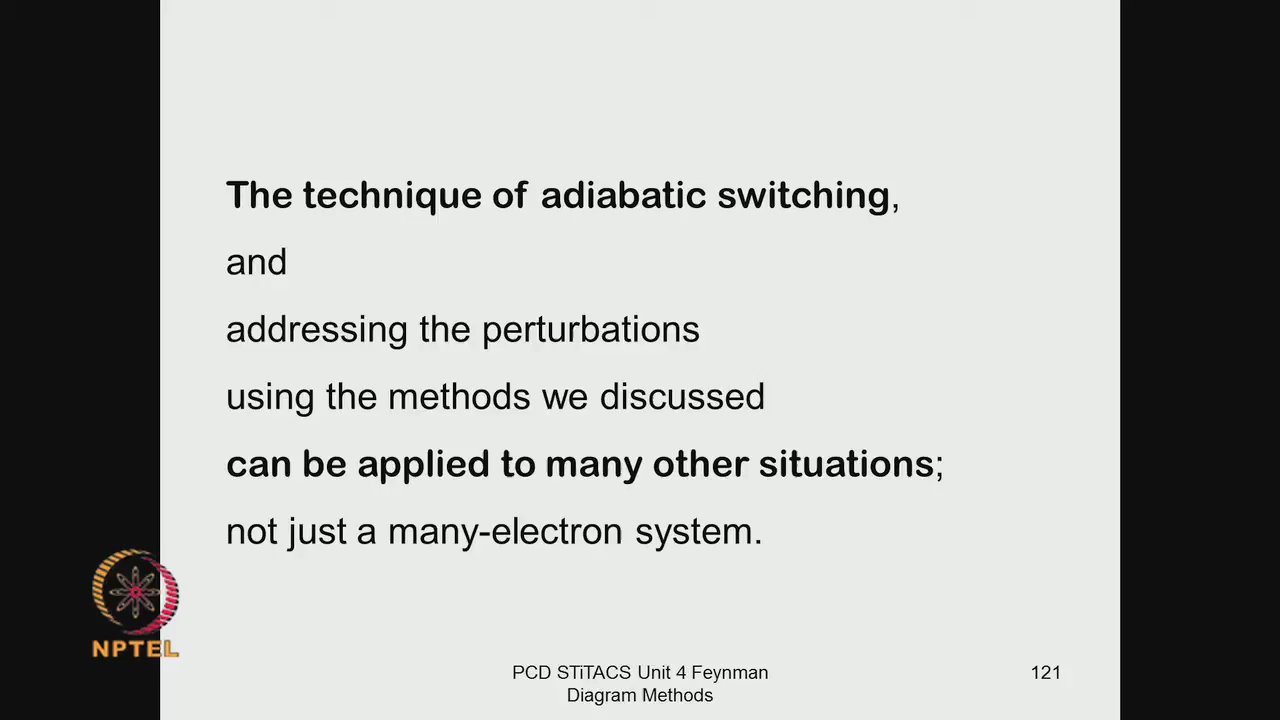 The technique of adiabatic switching,
and
addressing the perturbations
using the methods we discussed
can be applied to many other situations;
not just a many-electron system.
NPTEL
PCD STiTACS Unit 4 Feynman
Diagram Methods
121